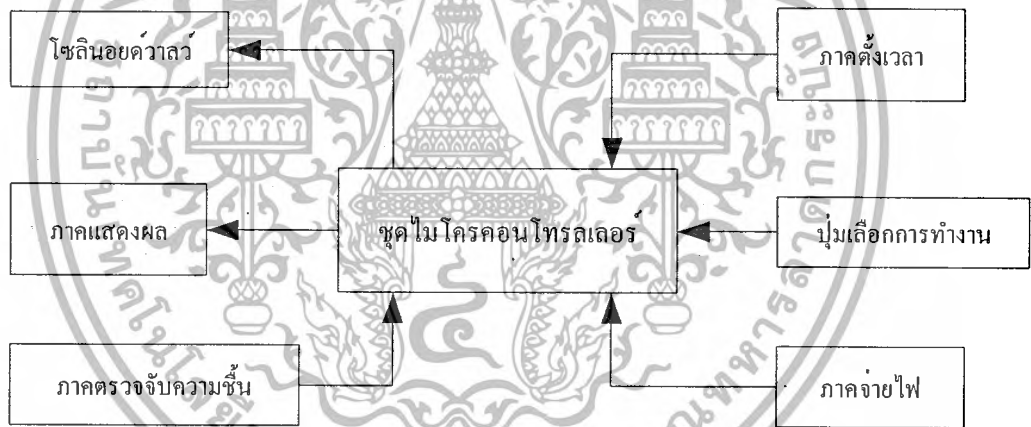 โซลินอยด์วาลว์
ภาคตั้งเวลา
ภาคแสดงผล
ชุดไมโครคอนโทรลเลอร์
ปุ่มเลือกการทำงาน
ภาคตรวจจับความชื้น
ภาคจ่ายไฟ